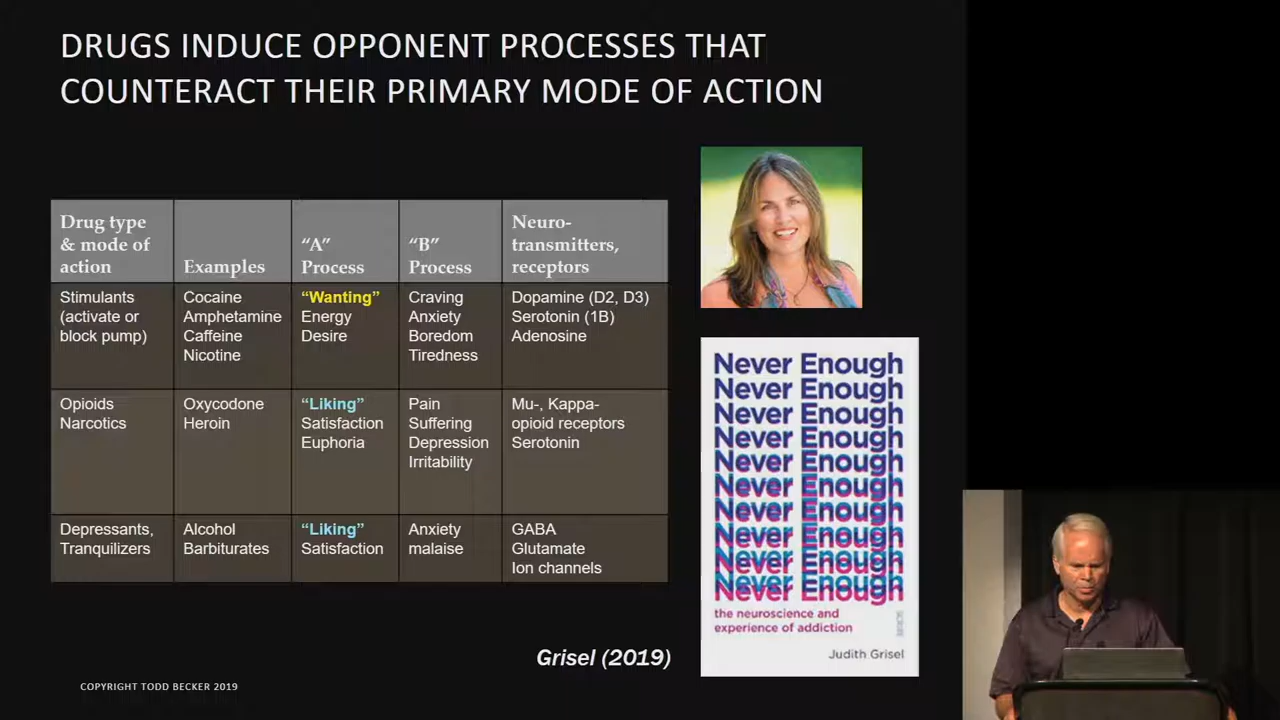 DRUGS INDUCE OPPONENT PROCESSES THAT
COUNTERACT THEIR PRIMARY MODE OF ACTION
Drug type
& mode of
action
Examples
“A”
Process
“B”
Process
Neuro-
transmitters,
receptors
Stimulants
(activate or
block pump)
Cocaine
Amphetamine
Caffeine
Nicotine
“Wanting”
Energy
Desire
Craving
Anxiety
Boredom
Tiredness
Dopamine (D2, D3)
Serotonin (1B)
Adenosine
Opioids
Narcotics
Oxycodone
Heroin
“Liking”
Satisfaction
Euphoria
Pain
Suffering
Depression
Irritability
Mu-, Kappa-
opioid receptors
Serotonin
Depressants,
Tranquilizers
Alcohol
Barbiturates
“Liking”
Satisfaction
Anxiety
malaise
GABA
Glutamate
Ion channels
Never Enough
Never Enough
Never Enough
Never Enough
Never Enough
Never Enough
Never Enough
Never Enough
Never Enough
Never Enough
the neuroscience and
experience of addiction
Judith Grisel
Grisel (2019)
COPYRIGHT TODD BECKER 2019